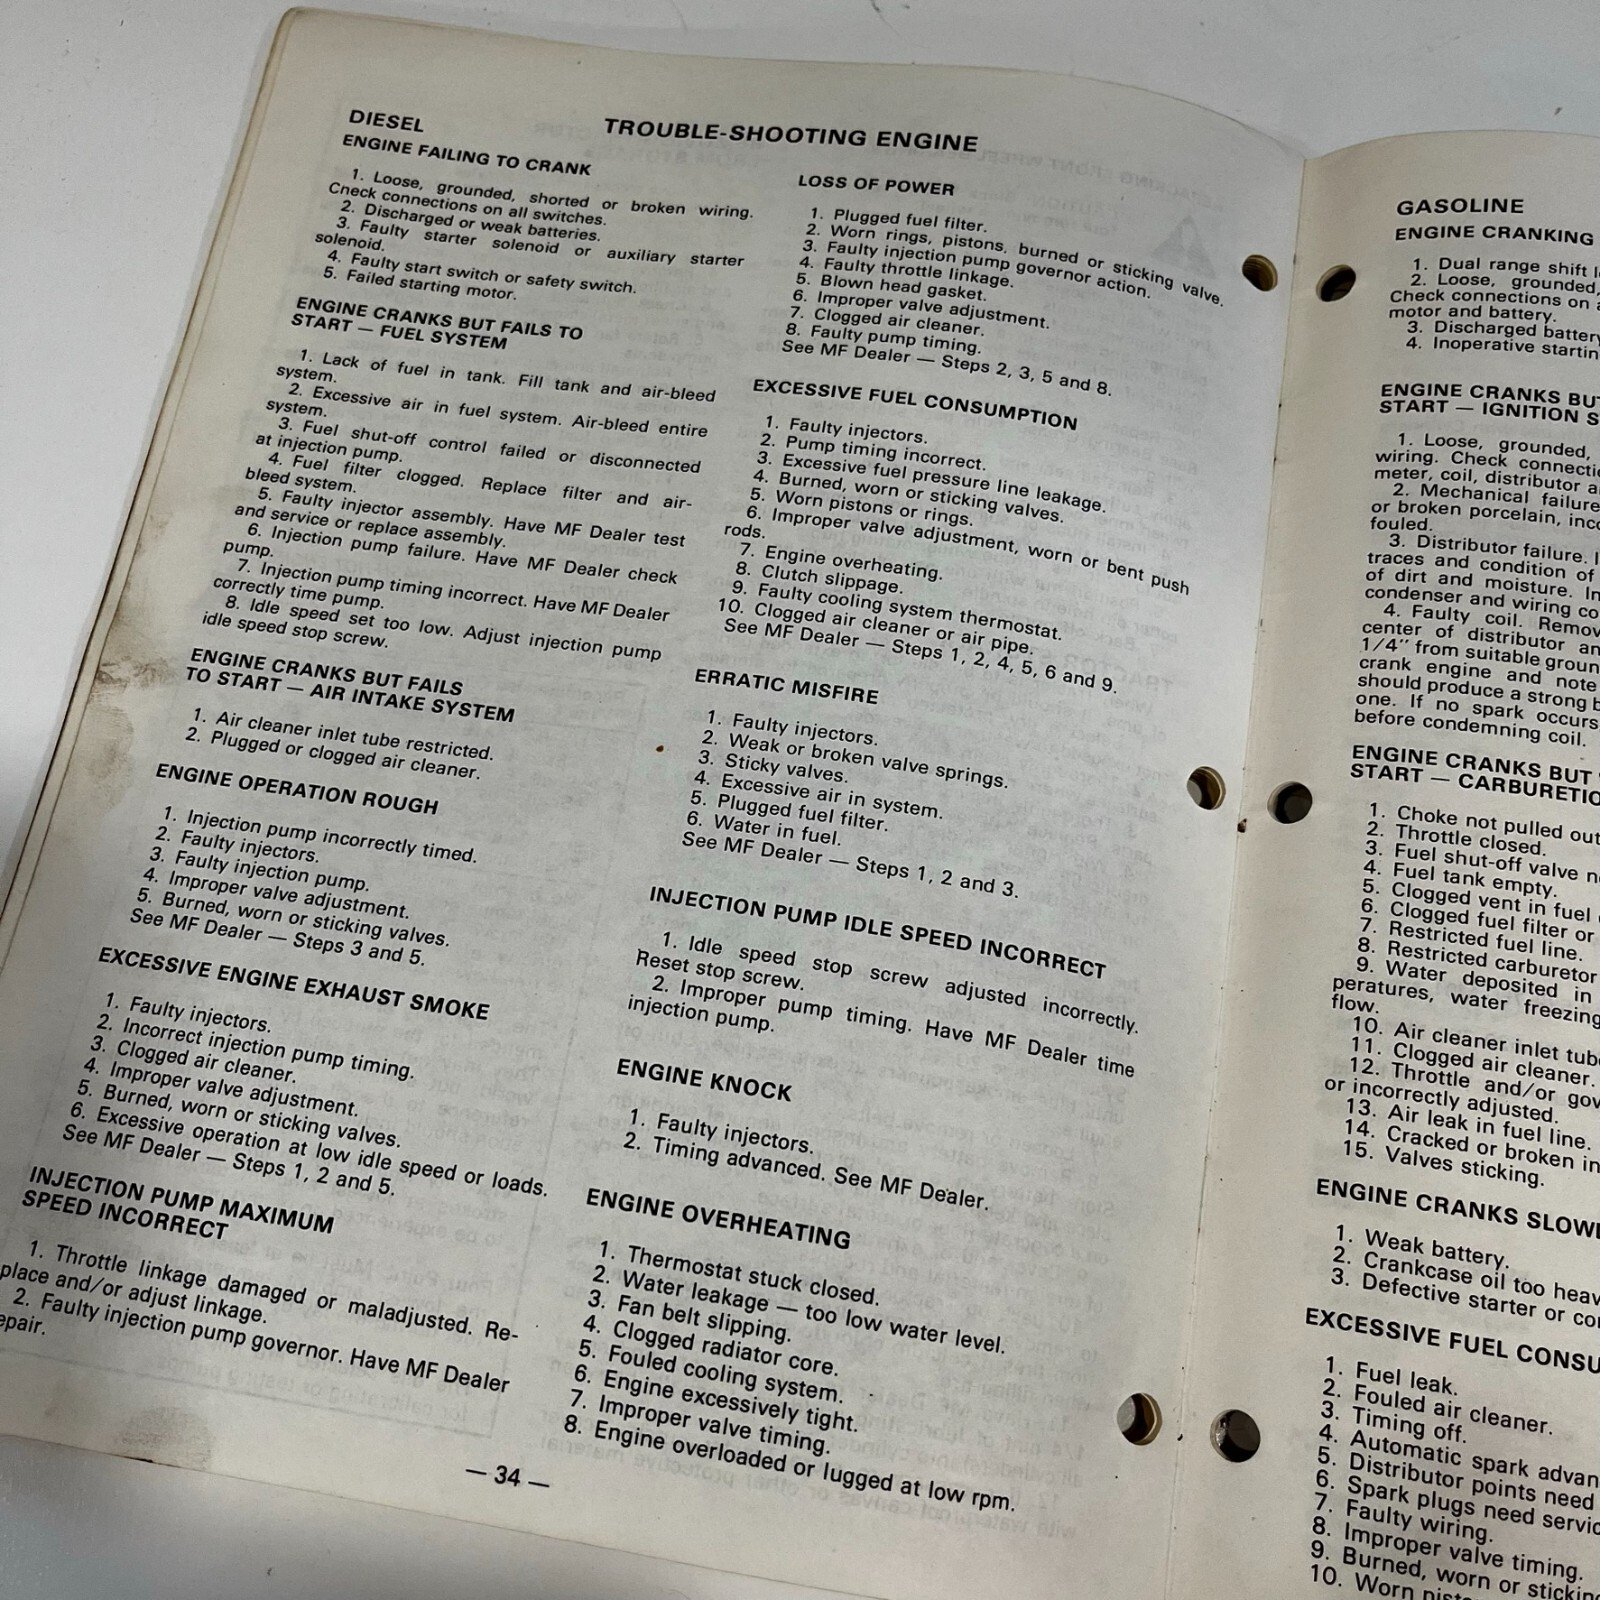 TROUBLE-SHOOTING ENGINE
DIESEL
ENGINE FAILING TO CRANK
1. Loose, grounded, shorted or broken wiring.
Check connections on all switches.
2. Discharged or weak batteries.
3. Faulty starter solenoid or auxiliary starter
solenoid.
4. Faulty start switch or safety switch.
5. Failed starting motor.
ENGINE CRANKS BUT FAILS TO
START — FUEL SYSTEM
1. Lack of fuel in tank. Fill tank and air-bleed
system.
2. Excessive air in fuel system. Air-bleed entire
system.
3. Fuel shut-off control failed or disconnected
at injection pump.
4. Fuel filter clogged. Replace filter and air-
bleed system.
5. Faulty injector assembly. Have MF Dealer test
and service or replace assembly.
6. Injection pump failure. Have MF Dealer check
pump.
7. Injection pump timing incorrect. Have MF Dealer
correctly time pump.
8. Idle speed set too low. Adjust injection pump
idle speed stop screw.
ENGINE CRANKS BUT FAILS
TO START — AIR INTAKE SYSTEM
1. Air cleaner inlet tube restricted.
2. Plugged or clogged air cleaner.
ENGINE OPERATION ROUGH
1. Injection pump incorrectly timed.
2. Faulty injectors.
3. Faulty injection pump.
4. Improper valve adjustment.
5. Burned, worn or sticking valves.
See MF Dealer — Steps 3 and 5.
EXCESSIVE ENGINE EXHAUST SMOKE
1. Faulty injectors.
2. Incorrect injection pump timing.
3. Clogged air cleaner.
4. Improper valve adjustment.
5. Burned, worn or sticking valves.
6. Excessive operation at low idle speed or loads.
See MF Dealer — Steps 1, 2 and 5.
INJECTION PUMP MAXIMUM
SPEED INCORRECT
1. Throttle linkage damaged or maladjusted. Re-
place and/or adjust linkage.
2. Faulty injection pump governor. Have MF Dealer
epair.
LOSS OF POWER
1. Plugged fuel filter.
2. Worn rings, pistons, burned or sticking valve.
3. Faulty injection pump governor action.
4. Faulty throttle linkage.
5. Blown head gasket.
6. Improper valve adjustment.
7. Clogged air cleaner.
8. Faulty pump timing.
See MF Dealer — Steps 2, 3, 5 and 8.
EXCESSIVE FUEL CONSUMPTION
1. Faulty injectors.
2. Pump timing incorrect.
3. Excessive fuel pressure line leakage.
4. Burned, worn or sticking valves.
5. Worn pistons or rings.
6. Improper valve adjustment, worn or bent push
rods.
7. Engine overheating.
8. Clutch slippage.
9. Faulty cooling system thermostat.
10. Clogged air cleaner or air pipe.
See MF Dealer — Steps 1, 2, 4, 5, 6 and 9.
ERRATIC MISFIRE
1. Faulty injectors.
2. Weak or broken valve springs.
3. Sticky valves.
4. Excessive air in system.
5. Plugged fuel filter.
6. Water in fuel.
See MF Dealer — Steps 1, 2 and 3.
INJECTION PUMP IDLE SPEED INCORRECT
1. Idle speed stop screw adjusted incorrectly.
Reset stop screw.
2. Improper pump timing. Have MF Dealer time
injection pump.
ENGINE KNOCK
1. Faulty injectors.
2. Timing advanced. See MF Dealer.
ENGINE OVERHEATING
1. Thermostat stuck closed.
2. Water leakage — too low water level.
3. Fan belt slipping.
4. Clogged radiator core.
5. Fouled cooling system.
6. Engine excessively tight.
7. Improper valve timing.
8. Engine overloaded or lugged at low rpm.
— 34 —
GASOLINE
ENGINE CRANKING
1. Dual range shift
2. Loose, grounded,
Check connections on
motor and battery.
3. Discharged battery
4. Inoperative
ENGINE CRANKS
START — IGNITION
1. Loose, grounded,
wiring. Check
meter, coil, distributor
2. Mechanical failure
or broken porcelain,
fouled.
3. Distributor failure.
traces and condition of
of dirt and moisture.
condenser and wiring
4. Faulty coil.
center of distributor
1/4" from suitable
crank engine and note
should produce a strong
one. If no spark occurs
before condemning coil.
ENGINE CRANKS BUT
START —
1. Choke not pulled out
2. Throttle closed.
3. Fuel shut-off valve
4. Fuel tank empty.
5. Clogged vent in fuel
6. Clogged fuel filter or
7. Restricted fuel line.
8. Restricted carburetor
9. Water deposited in
peratures, water freezing
flow.
10. Air cleaner inlet
11. Clogged air cleaner.
12. Throttle and/or
or incorrectly adjusted.
13. Air leak in fuel line.
14. Cracked or broken
15. Valves sticking.
ENGINE CRANKS
1. Weak battery.
2. Crankcase oil too
3. Defective starter or
EXCESSIVE FUEL
1. Fuel leak.
2. Fouled air cleaner.
3. Timing off.
4. Automatic spark
5. Distributor points need
6. Spark plugs need
7. Faulty wiring.
8. Improper valve timing.
9. Burned, worn or
10. Worn